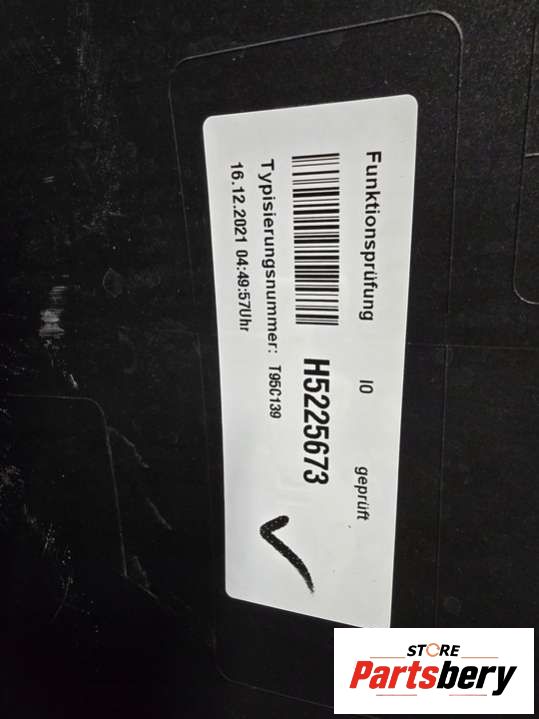 Funktionsprüfung IO geprüft
H5225673
Typisierungsnummer: T95C139
16.12.2021 04:49:57Uhr
STORE
Partsbery